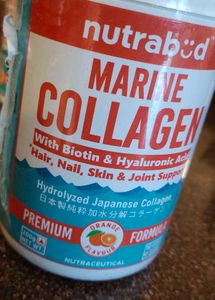 nutrabud
MARINE
COLLAGEN
With Biotin & Hyaluronic Acid
*Hair, Nail, Skin & Joint Support
Hydrolyzed Japanese Collagen
日本製純粋加水分解コラーゲン
PREMIUM
FORMULA
ORANGE
FLAVOUR
NUTRACEUTICAL